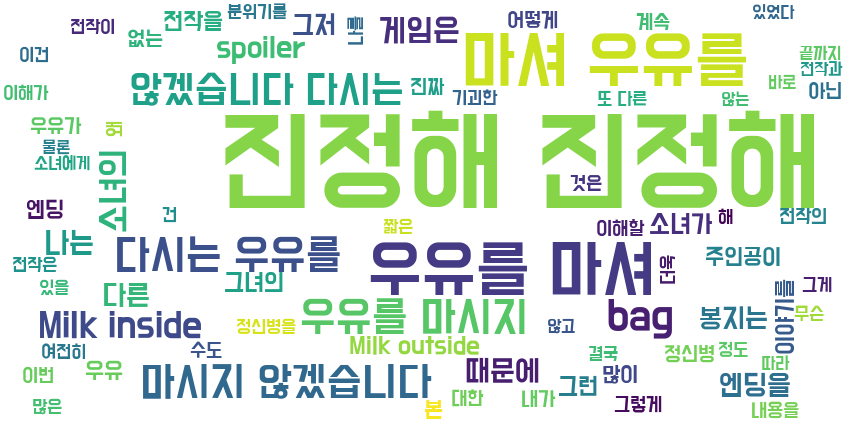 분위기를
있었다
전작이
전작을
그저
나를
게임은
어떻게
계속
없는
이건
spoiler
마셔 우유를
끝까지
전작과
이해가
않겠습니다 다시는
진짜
기괴한
또 다른
않는
바로
아닌
우유가
왜
진정해 진정해
물론
소녀에게
소녀의
것은
엔딩
건
짧은
이해할
소녀가
해
전작의
나는
다시는 우유를
우유를 마셔
더욱
주인공이
전작은
있을
다른
그녀의
이야기를
그게
Milk inside
정신병을
우유를 마시지
않고
bag
봉지는
무슨
여전히
수도
Milk outside
결국
정신병
정도
이번
우유
마시지 않겠습니다
때문에
그런
많이
엔딩을
따라
많은
본
대한
내가
그렇게
내용을